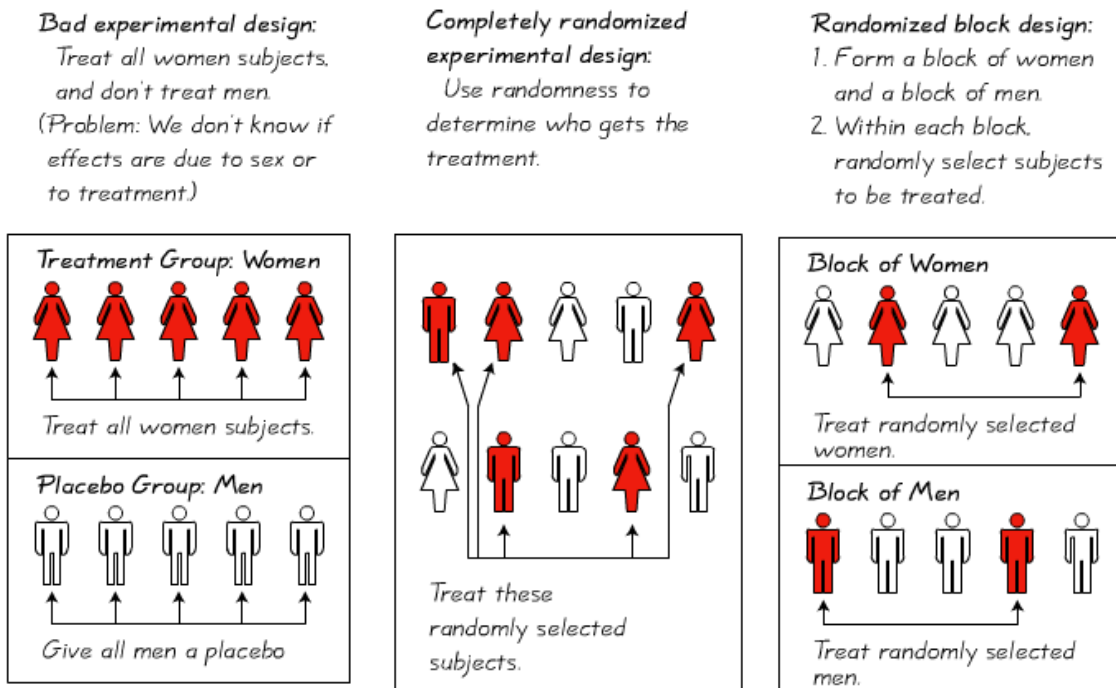 Bad experimental design:
Treat all women subjects,
and don't treat men.
(Problem: We don't know if
effects are due to sex or
to treatment.)
Treatment Group: Women
Treat all women subjects.
Placebo Group: Men
Give all men a placebo
Completely randomized
experimental design:
Use randomness to
determine who gets the
treatment.
Treat these
randomly selected
subjects.
Randomized block design:
1. Form a block of women
and a block of men.
2. Within each block,
randomly select subjects
to be treated.
Block of Women
Treat randomly selected
women.
Block of Men
Treat randomly selected
men.